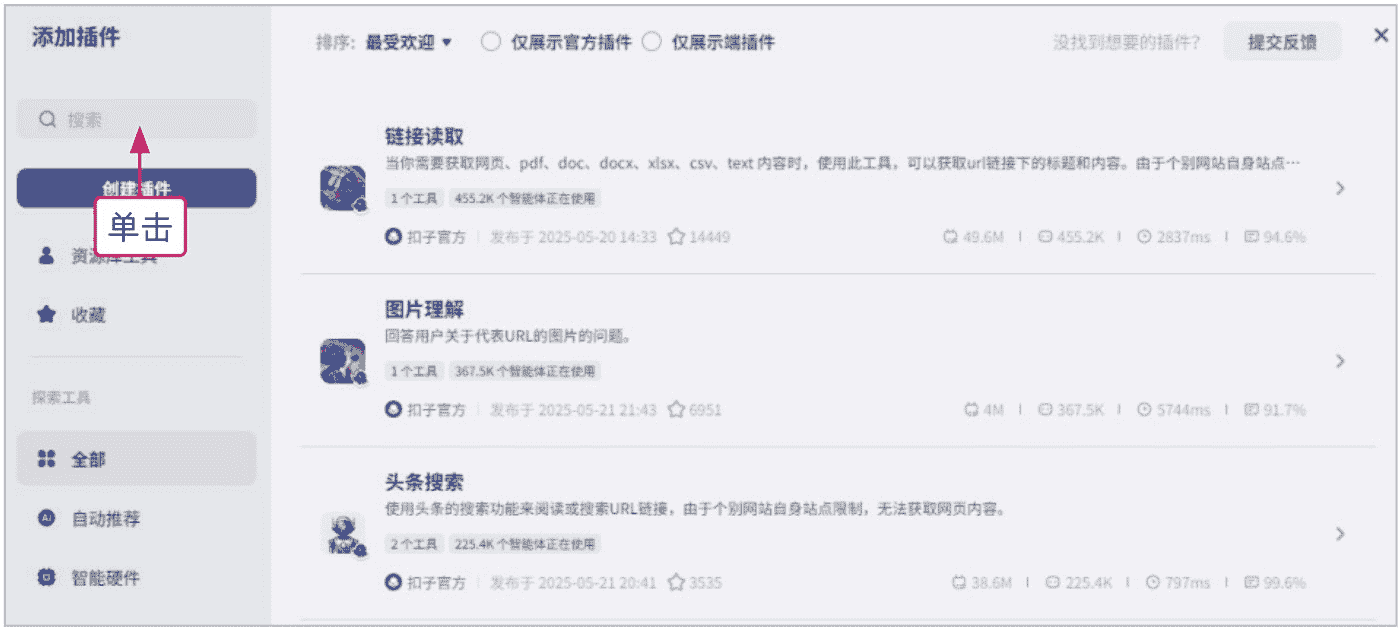 添加插件
搜索
创建插件
单击
资源库工具
收藏
探索工具
全部
自动推荐
智能硬件
排序: 最受欢迎 仅展示官方插件 仅展示端插件 没找到想要的插件? 提交反馈
链接读取
当你需要获取网页、pdf、doc、docx、xlsx、csv、text 内容时，使用此工具，可以获取url链接下的标题和内容。由于个别网站自身站点…
1个工具 455.2K 个智能体正在使用
扣子官方 发布于 2025-05-20 14:33 14449 49.6M 455.2K 2837ms 94.6%
图片理解
回答用户关于代表URL的图片的问题。
1个工具 367.5K 个智能体正在使用
扣子官方 发布于 2025-05-21 21:43 6951 4M 367.5K 5744ms 91.7%
头条搜索
使用头条的搜索功能来阅读或搜索URL链接，由于个别网站自身站点限制，无法获取网页内容。
2个工具 225.4K 个智能体正在使用
扣子官方 发布于 2025-05-21 20:41 3535 38.6M 225.4K 797ms 99.6%